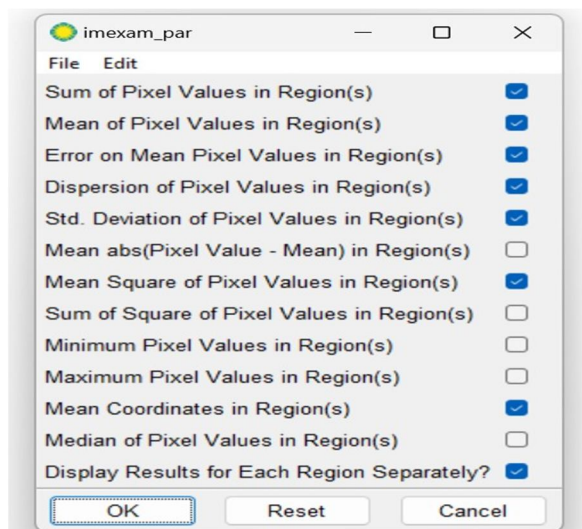 imexam_par
File Edit
Sum of Pixel Values in Region(s)
Mean of Pixel Values in Region(s)
Error on Mean Pixel Values in Region(s)
Dispersion of Pixel Values in Region(s)
Std. Deviation of Pixel Values in Region(s)
Mean abs(Pixel Value - Mean) in Region(s)
Mean Square of Pixel Values in Region(s)
Sum of Square of Pixel Values in Region(s)
Minimum Pixel Values in Region(s)
Maximum Pixel Values in Region(s)
Mean Coordinates in Region(s)
Median of Pixel Values in Region(s)
Display Results for Each Region Separately?
OK Reset Cancel